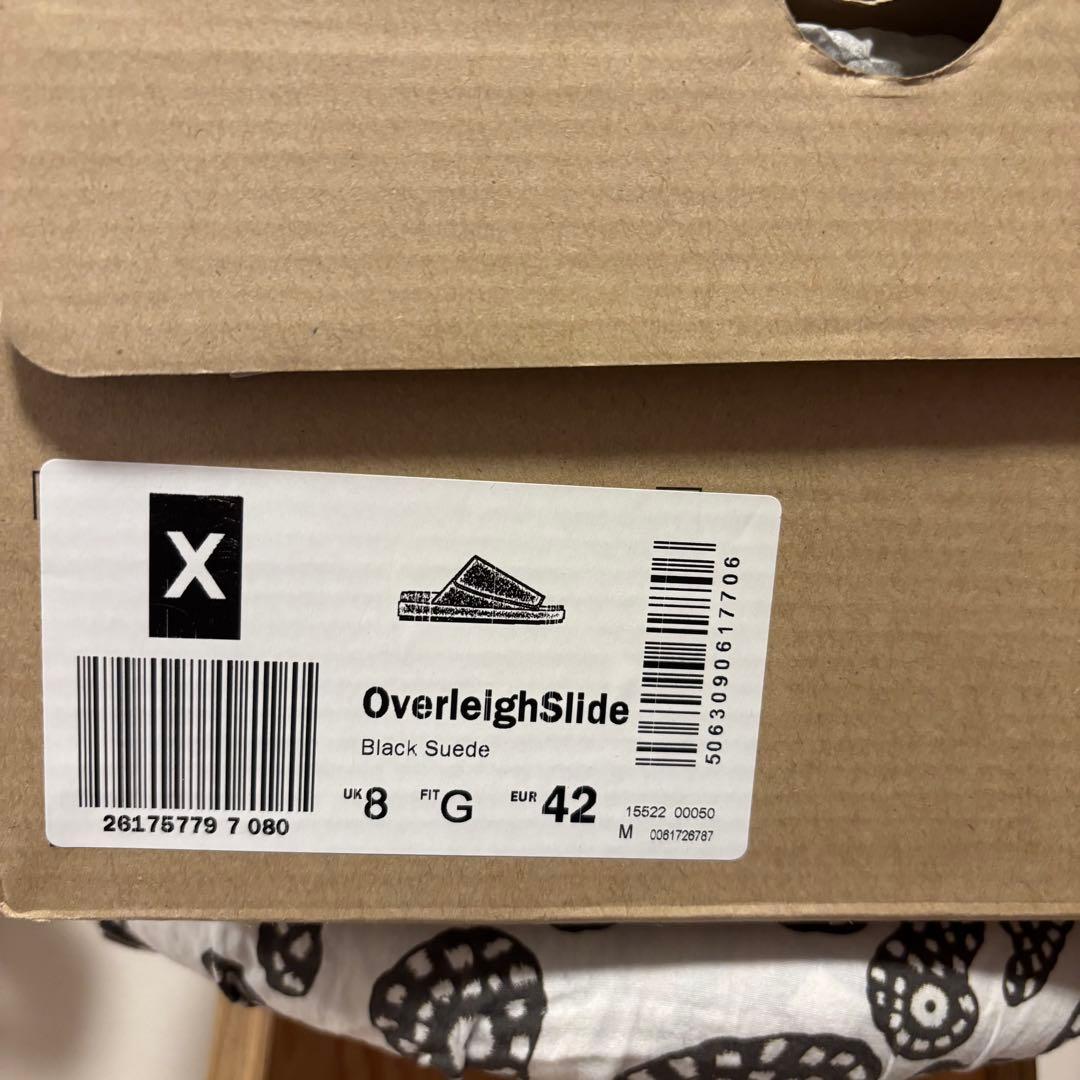 X
OverleighSlide
Black Suede
UK 8 FIT G EUR 42
26175779 7 080
5063090617706
15522 00050
M 0061726787